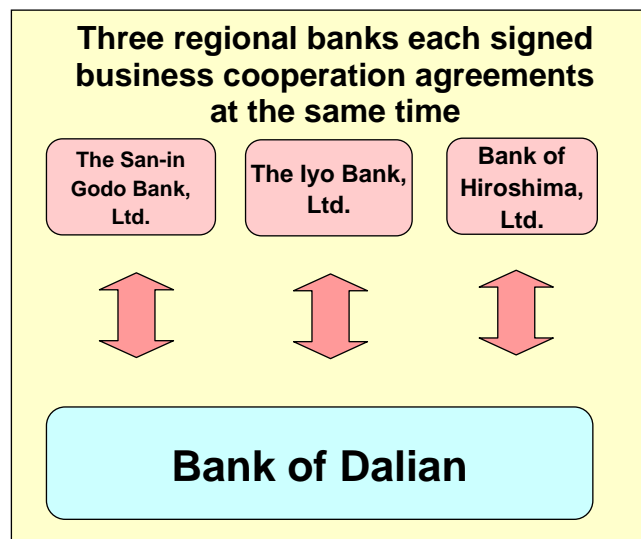 Three regional banks each signed
business cooperation agreements
at the same time
The San-in
Godo Bank,
Ltd.
The Iyo Bank,
Ltd.
Bank of
Hiroshima,
Ltd.
Bank of Dalian